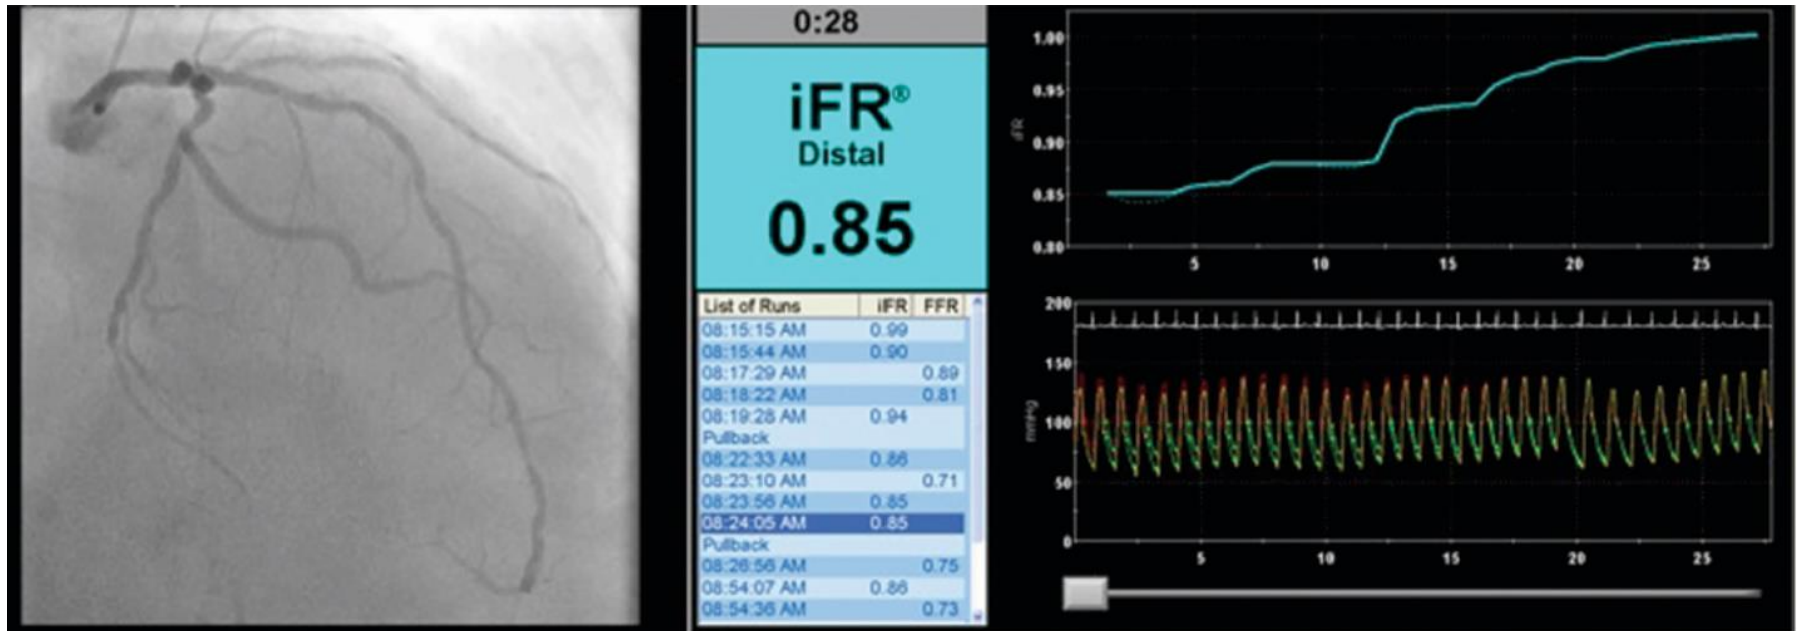 0:28
iFR®
Distal
0.85
List of Runs iFR FFR
08:15:15 AM 0.99
08:15:44 AM 0.90
08:17:29 AM 0.89
08:18:22 AM 0.81
08:19:28 AM 0.94
Pullback
08:22:33 AM 0.86
08:23:10 AM 0.71
08:23:56 AM 0.85
08:24:05 AM 0.85
Pullback
08:26:56 AM 0.75
08:54:07 AM 0.86
08:54:36 AM 0.73
iFR
1.00
0.95
0.90
0.85
0.80
5 10 15 20 25
mmHg
200
150
100
50
0
5 10 15 20 25